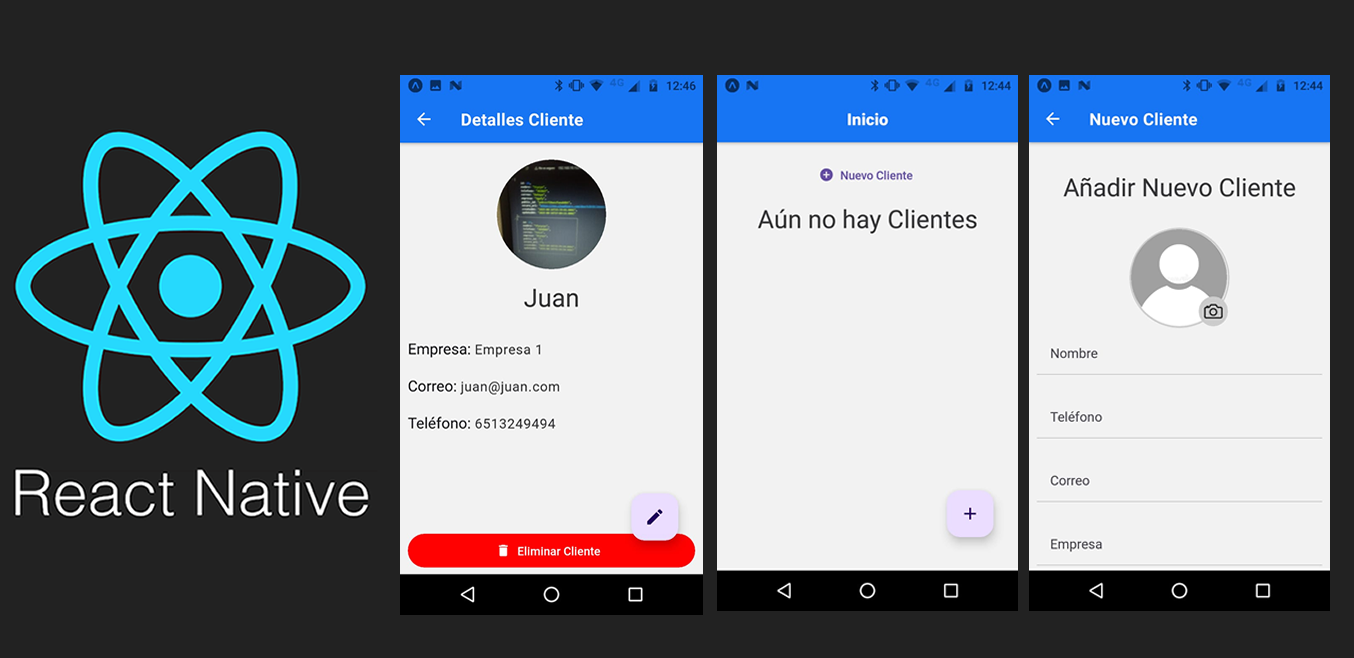 React Native
4G 12:46
Detalles Cliente
Juan
Empresa: Empresa 1
Correo: juan@juan.com
Teléfono: 6513249494
Eliminar Cliente
4G 12:44
Inicio
Nuevo Cliente
Aún no hay Clientes
4G 12:44
Nuevo Cliente
Añadir Nuevo Cliente
Nombre
Teléfono
Correo
Empresa